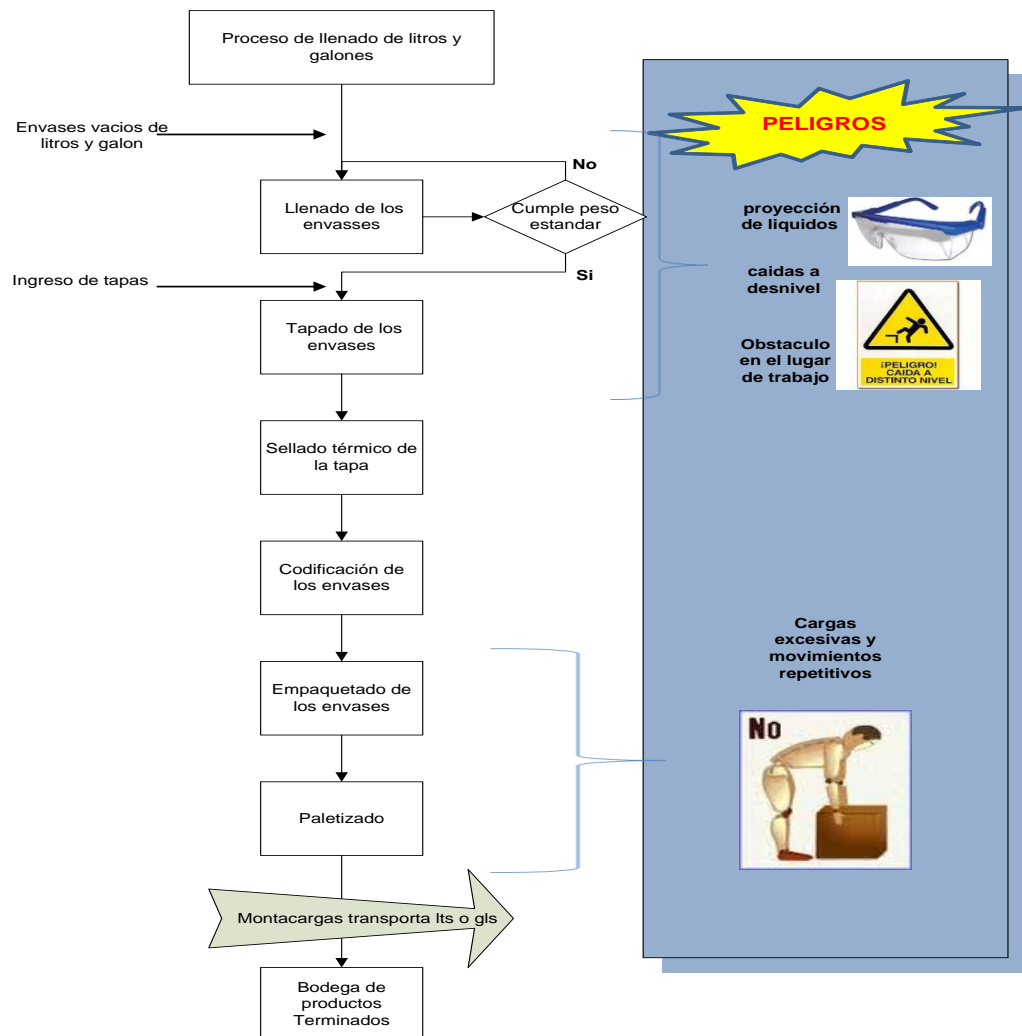 Proceso de llenado de litros y
galones
Envases vacios de
litros y galon
No
Llenado de los
envasses
Cumple peso
estandar
Si
Ingreso de tapas
Tapado de los
envases
Sellado térmico de
la tapa
Codificación de
los envases
Empaquetado de
los envases
Paletizado
Montacargas transporta lts o gls
Bodega de
productos
Terminados
PELIGROS
proyección
de liquidos
caidas a
desnivel
Obstaculo
en el lugar
de trabajo
¡PELIGRO!
CAIDA A
DISTINTO NIVEL
Cargas
excesivas y
movimientos
repetitivos
No